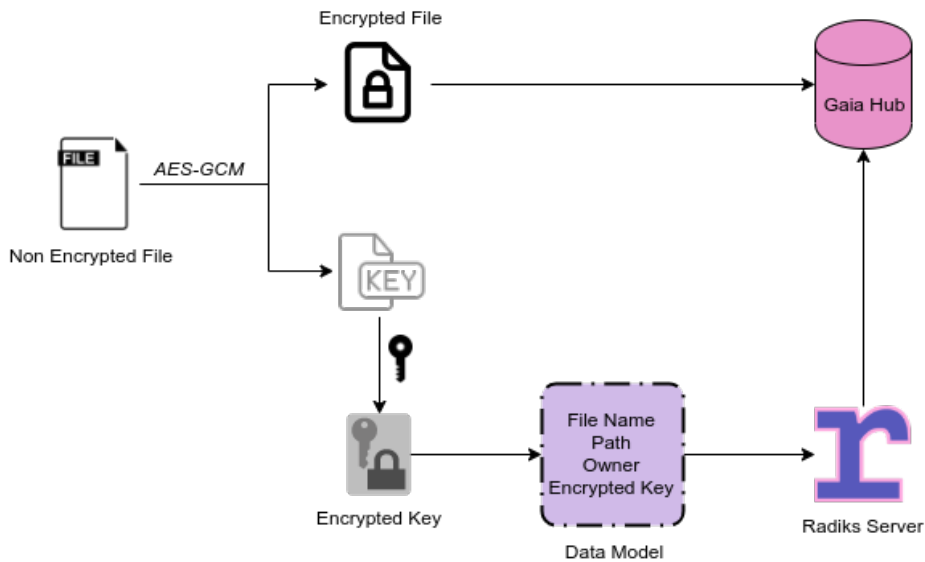 Encrypted File
Gaia Hub
FILE
AES-GCM
Non Encrypted File
KEY
File Name
Path
Owner
Encrypted Key
r
Encrypted Key
Radiks Server
Data Model